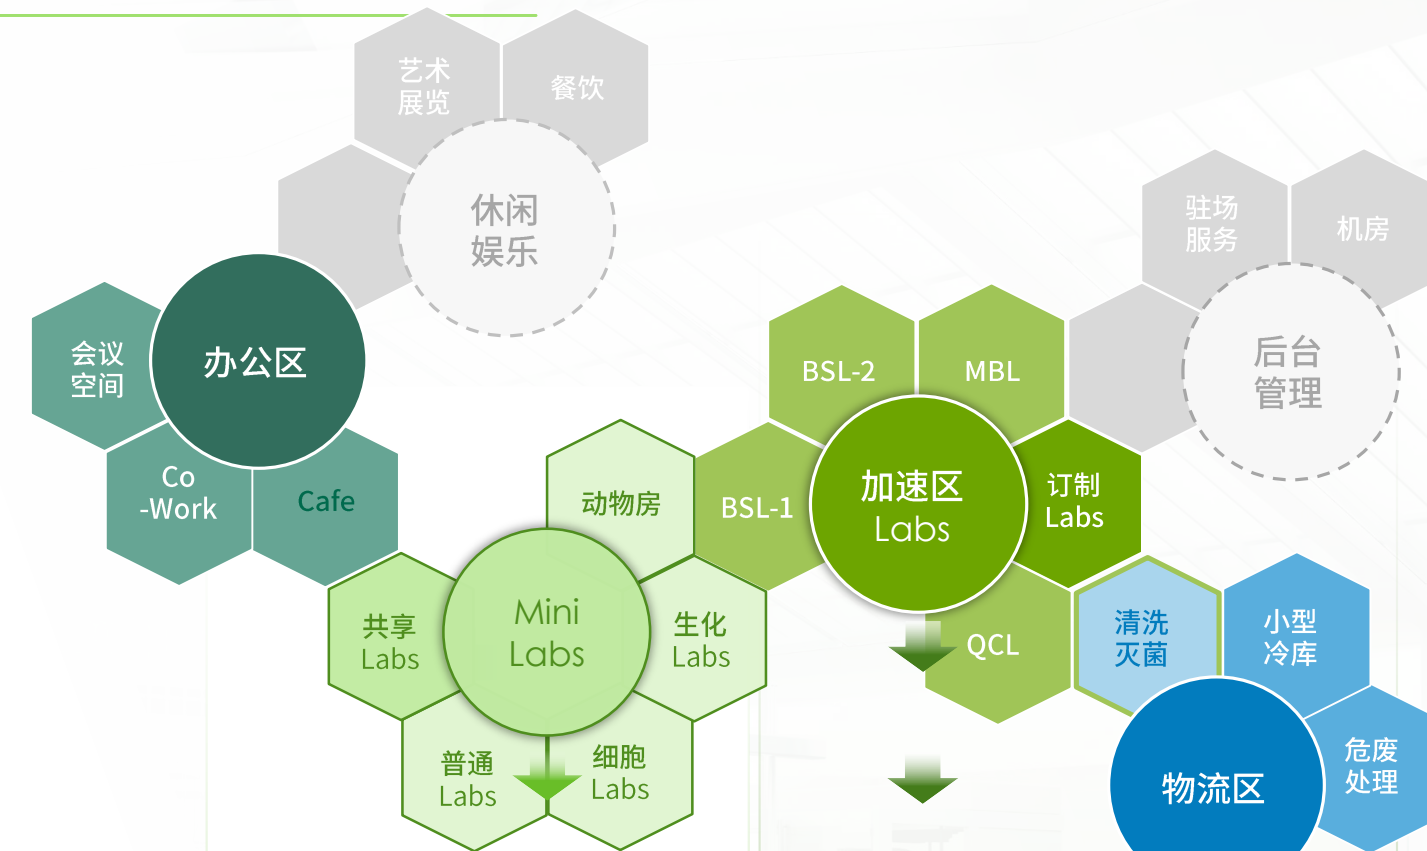 艺术
展览
餐饮
休闲
娱乐
驻场
服务
机房
后台
管理
办公区
会议
空间
Co
-Work
Cafe
BSL-2
MBL
BSL-1
加速区
Labs
订制
Labs
QCL
动物房
Mini
Labs
共享
Labs
生化
Labs
普通
Labs
细胞
Labs
清洗
灭菌
小型
冷库
物流区
危废
处理